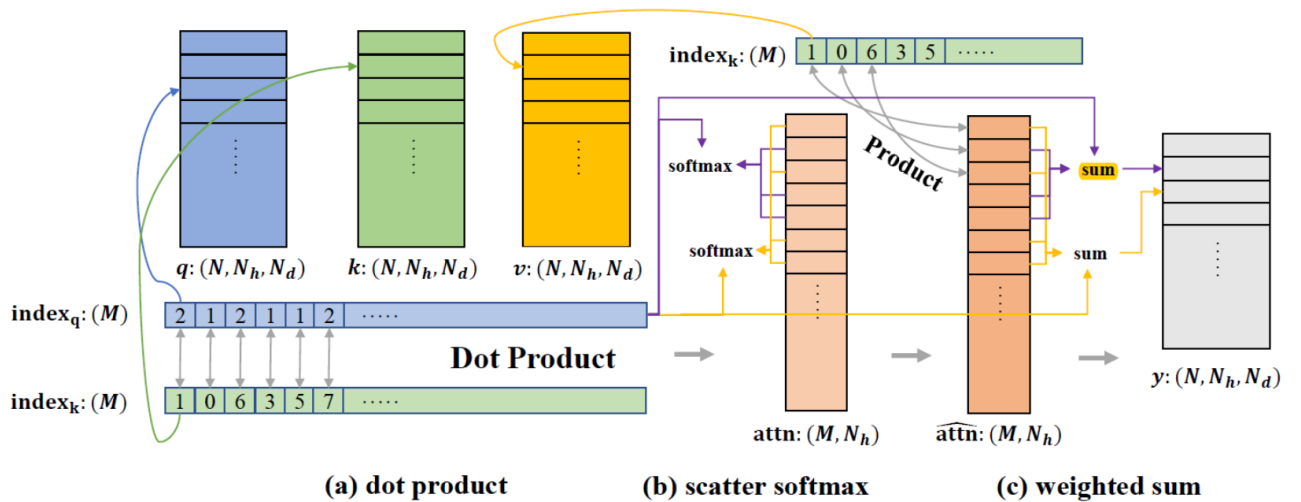 index_k: (M)
1 0 6 3 5 ·····
Product
softmax
sum
softmax
sum
q: (N, N_h, N_d)
k: (N, N_h, N_d)
v: (N, N_h, N_d)
index_q: (M)
2 1 2 1 1 2 ·····
Dot Product
y: (N, N_h, N_d)
index_k: (M)
1 0 6 3 5 7 ·····
attn: (M, N_h)
\widehat{attn}: (M, N_h)
(a) dot product
(b) scatter softmax
(c) weighted sum